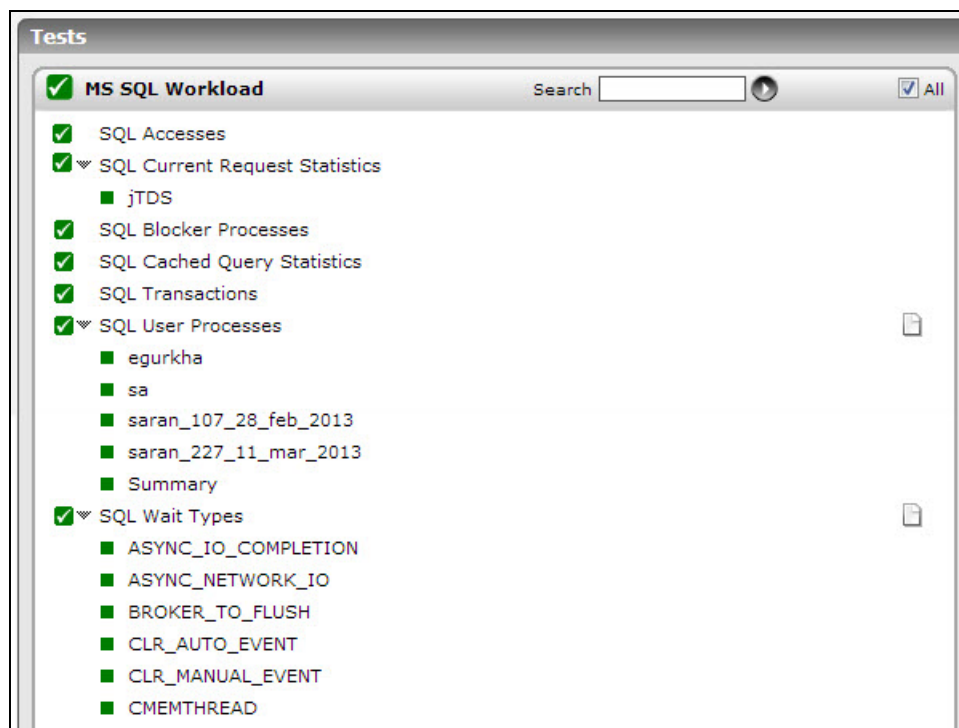 Tests
MS SQL Workload Search All
SQL Accesses
SQL Current Request Statistics
jTDS
SQL Blocker Processes
SQL Cached Query Statistics
SQL Transactions
SQL User Processes
egurkha
sa
saran_107_28_feb_2013
saran_227_11_mar_2013
Summary
SQL Wait Types
ASYNC_IO_COMPLETION
ASYNC_NETWORK_IO
BROKER_TO_FLUSH
CLR_AUTO_EVENT
CLR_MANUAL_EVENT
CMEMTHREAD